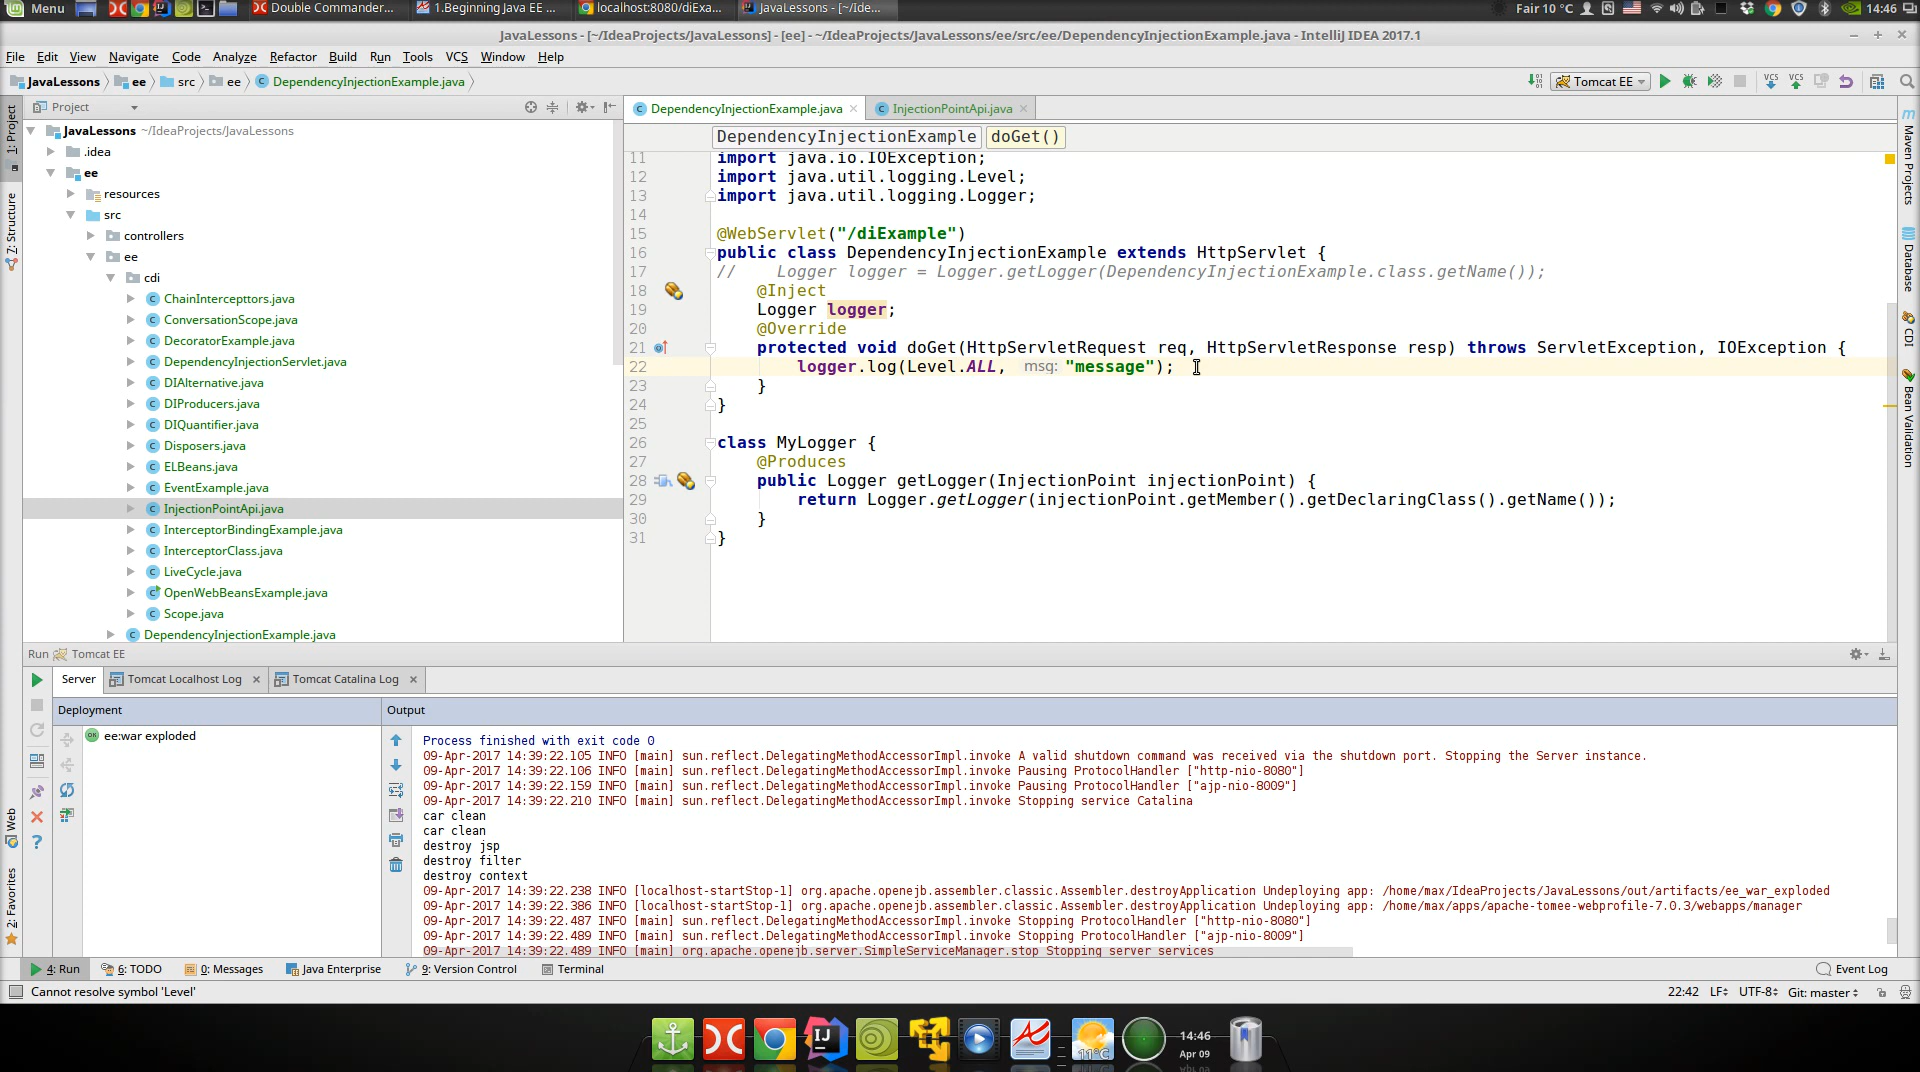 Menu
Double Commander...
1.Beginning Java EE ...
localhost:8080/diExa...
JavaLessons - [~/Ide...
Fair 10 °C
14:46
JavaLessons - [~/IdeaProjects/JavaLessons] - [ee] - ~/IdeaProjects/JavaLessons/ee/src/ee/DependencyInjectionExample.java - IntelliJ IDEA 2017.1
File Edit View Navigate Code Analyze Refactor Build Run Tools VCS Window Help
JavaLessons ee src ee DependencyInjectionExample.java
Tomcat EE
VCS VCS
1: Project
Z: Structure
Web
2: Favorites
Project
JavaLessons ~/IdeaProjects/JavaLessons
.idea
ee
resources
src
controllers
ee
cdi
ChainIntercepttors.java
ConversationScope.java
DecoratorExample.java
DependencyInjectionServlet.java
DIAlternative.java
DIProducers.java
DIQuantifier.java
Disposers.java
ELBeans.java
EventExample.java
InjectionPointApi.java
InterceptorBindingExample.java
InterceptorClass.java
LiveCycle.java
OpenWebBeansExample.java
Scope.java
DependencyInjectionExample.java
DependencyInjectionExample.java InjectionPointApi.java
DependencyInjectionExample doGet()
11 import java.io.IOException;
12 import java.util.logging.Level;
13 import java.util.logging.Logger;
14
15 @WebServlet("/diExample")
16 public class DependencyInjectionExample extends HttpServlet {
17 //    Logger logger = Logger.getLogger(DependencyInjectionExample.class.getName());
18     @Inject
19     Logger logger;
20     @Override
21     protected void doGet(HttpServletRequest req, HttpServletResponse resp) throws ServletException, IOException {
22         logger.log(Level.ALL, msg: "message");
23     }
24 }
25
26 class MyLogger {
27     @Produces
28     public Logger getLogger(InjectionPoint injectionPoint) {
29         return Logger.getLogger(injectionPoint.getMember().getDeclaringClass().getName());
30     }
31 }
Maven Projects
Database
CDI
Bean Validation
Run Tomcat EE
Server Tomcat Localhost Log Tomcat Catalina Log
Deployment
Output
ee:war exploded
Process finished with exit code 0
09-Apr-2017 14:39:22.105 INFO [main] sun.reflect.DelegatingMethodAccessorImpl.invoke A valid shutdown command was received via the shutdown port. Stopping the Server instance.
09-Apr-2017 14:39:22.106 INFO [main] sun.reflect.DelegatingMethodAccessorImpl.invoke Pausing ProtocolHandler ["http-nio-8080"]
09-Apr-2017 14:39:22.159 INFO [main] sun.reflect.DelegatingMethodAccessorImpl.invoke Pausing ProtocolHandler ["ajp-nio-8009"]
09-Apr-2017 14:39:22.210 INFO [main] sun.reflect.DelegatingMethodAccessorImpl.invoke Stopping service Catalina
car clean
car clean
destroy jsp
destroy filter
destroy context
09-Apr-2017 14:39:22.238 INFO [localhost-startStop-1] org.apache.openejb.assembler.classic.Assembler.destroyApplication Undeploying app: /home/max/IdeaProjects/JavaLessons/out/artifacts/ee_war_exploded
09-Apr-2017 14:39:22.386 INFO [localhost-startStop-1] org.apache.openejb.assembler.classic.Assembler.destroyApplication Undeploying app: /home/max/apps/apache-tomee-webprofile-7.0.3/webapps/manager
09-Apr-2017 14:39:22.487 INFO [main] sun.reflect.DelegatingMethodAccessorImpl.invoke Stopping ProtocolHandler ["http-nio-8080"]
09-Apr-2017 14:39:22.489 INFO [main] sun.reflect.DelegatingMethodAccessorImpl.invoke Stopping ProtocolHandler ["ajp-nio-8009"]
09-Apr-2017 14:39:22.489 INFO [main] org.apache.openejb.server.SimpleServiceManager.stop Stopping server services
4: Run 6: TODO 0: Messages Java Enterprise 9: Version Control Terminal Event Log
Cannot resolve symbol 'Level' 22:42 LF UTF-8 Git: master
11°C
14:46
Apr 09